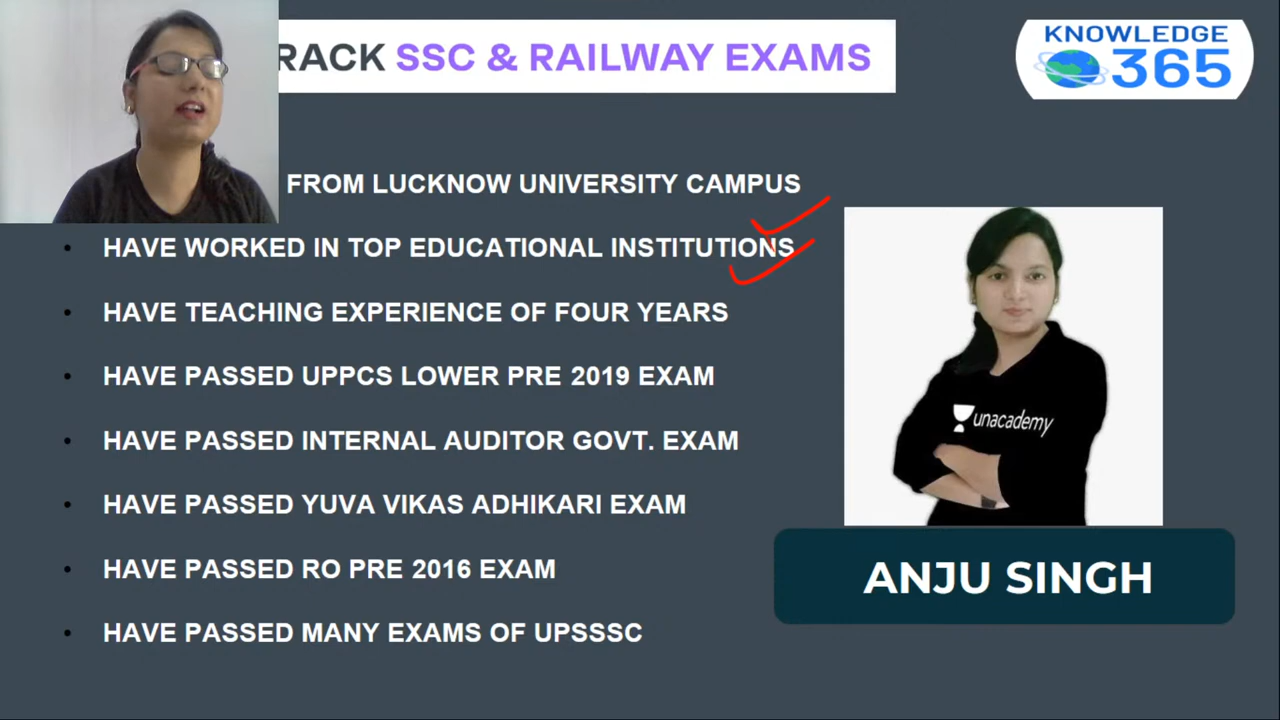 RACK SSC & RAILWAY EXAMS
KNOWLEDGE
365
FROM LUCKNOW UNIVERSITY CAMPUS
• HAVE WORKED IN TOP EDUCATIONAL INSTITUTIONS
• HAVE TEACHING EXPERIENCE OF FOUR YEARS
• HAVE PASSED UPPCS LOWER PRE 2019 EXAM
• HAVE PASSED INTERNAL AUDITOR GOVT. EXAM
• HAVE PASSED YUVA VIKAS ADHIKARI EXAM
• HAVE PASSED RO PRE 2016 EXAM
• HAVE PASSED MANY EXAMS OF UPSSSC
unacademy
ANJU SINGH